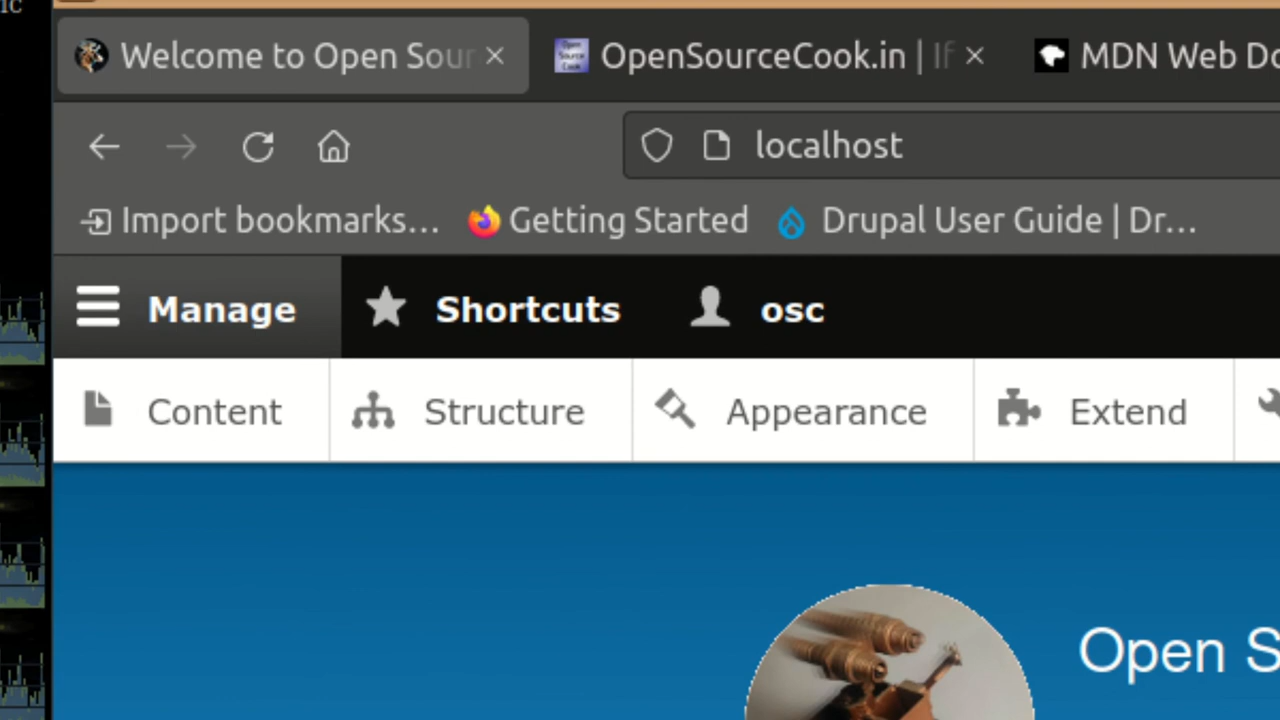 ic
Welcome to Open Sour
OpenSourceCook.in | If
MDN Web Do
localhost
Import bookmarks...
Getting Started
Drupal User Guide | Dr...
Manage
Shortcuts
osc
Content
Structure
Appearance
Extend
Open S